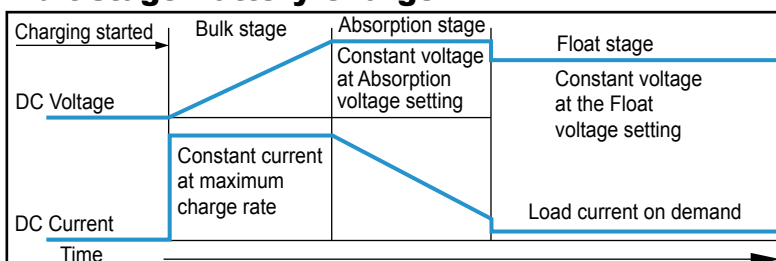 Charging started
Bulk stage
Absorption stage
Float stage
DC Voltage
Constant voltage
at Absorption
voltage setting
Constant voltage
at the Float
voltage setting
Constant current
at maximum
charge rate
DC Current
Load current on demand
Time